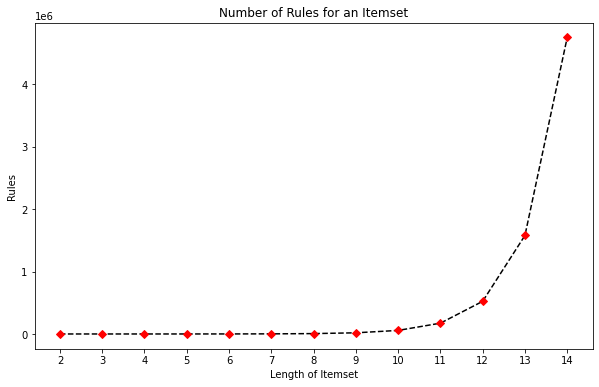 Number of Rules for an Itemset
1e6
4
3
2
1
0
Rules
2 3 4 5 6 7 8 9 10 11 12 13 14
Length of Itemset